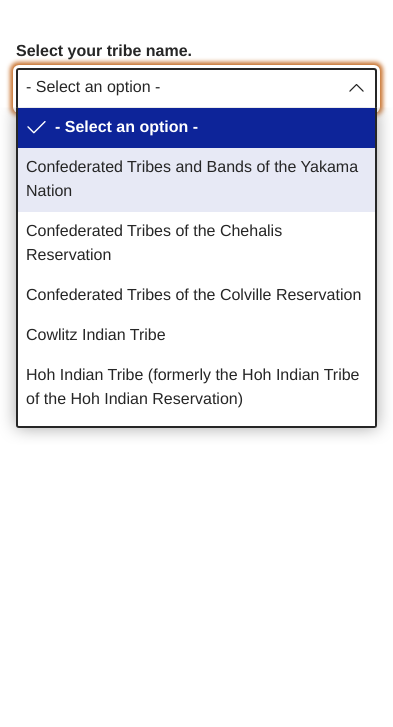 Select your tribe name.
- Select an option -
- Select an option -
Confederated Tribes and Bands of the Yakama
Nation
Confederated Tribes of the Chehalis
Reservation
Confederated Tribes of the Colville Reservation
Cowlitz Indian Tribe
Hoh Indian Tribe (formerly the Hoh Indian Tribe
of the Hoh Indian Reservation)